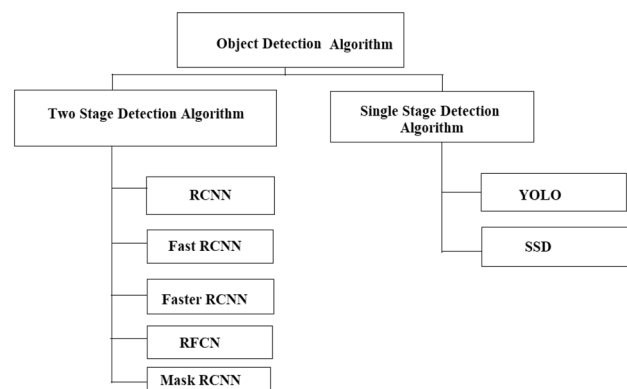 Object Detection Algorithm
Two Stage Detection Algorithm
Single Stage Detection
Algorithm
RCNN
Fast RCNN
Faster RCNN
RFCN
Mask RCNN
YOLO
SSD